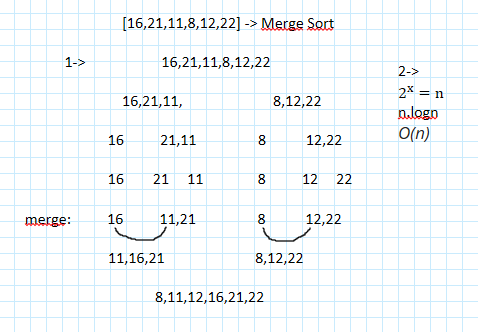 [16,21,11,8,12,22] -> Merge Sort
1-> 16,21,11,8,12,22
16,21,11, 8,12,22
16 21,11 8 12,22
16 21 11 8 12 22
merge: 16 11,21 8 12,22
11,16,21 8,12,22
8,11,12,16,21,22
2->
2ˣ = n
n.logn
O(n)